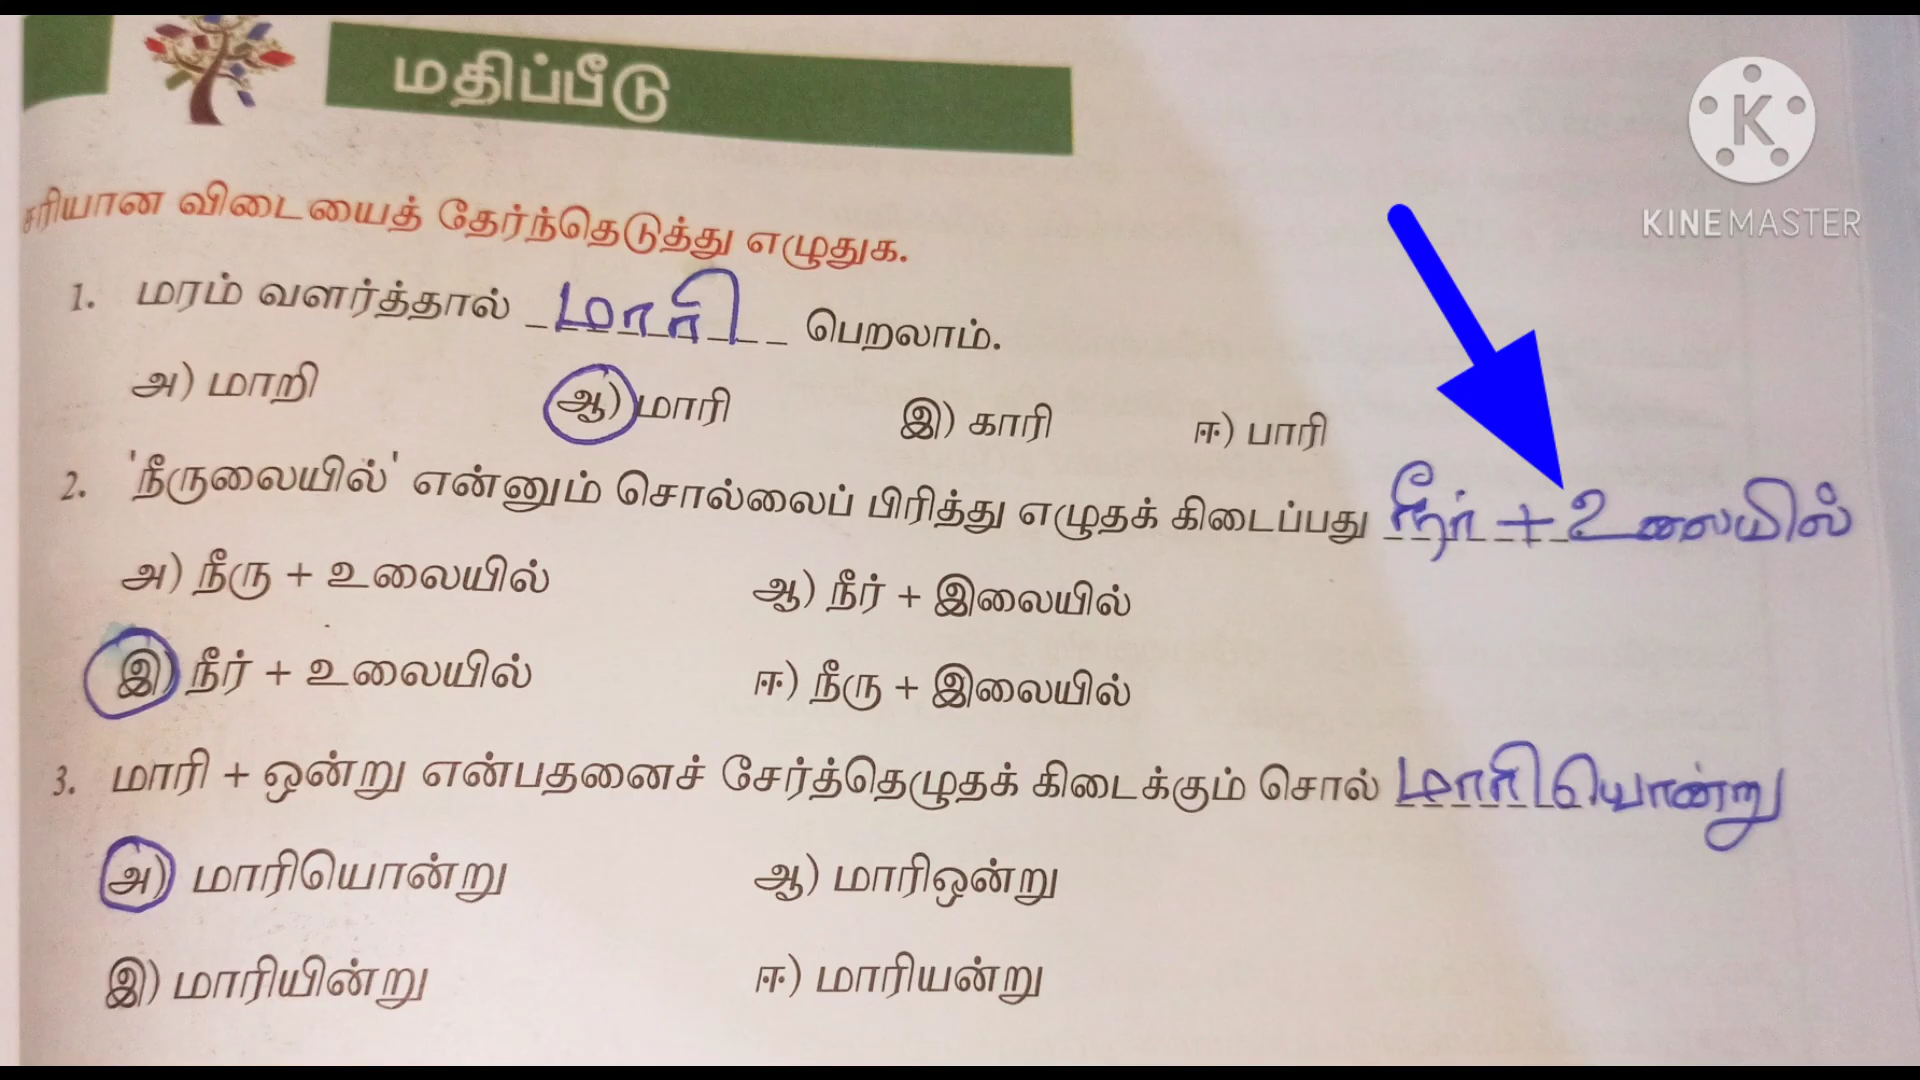 மதிப்பீடு
K
KINEMASTER
சரியான விடையைத் தேர்ந்தெடுத்து எழுதுக.
1. மரம் வளர்த்தால் மாரி பெறலாம்.
அ) மாறி ஆ) மாரி இ) காரி ஈ) பாரி
2. 'நீருலையில்' என்னும் சொல்லைப் பிரித்து எழுதக் கிடைப்பது நீர் + உலையில்
அ) நீரு + உலையில் ஆ) நீர் + இலையில்
இ) நீர் + உலையில் ஈ) நீரு + இலையில்
3. மாரி + ஒன்று என்பதனைச் சேர்த்தெழுதக் கிடைக்கும் சொல் மாரியொன்று
அ) மாரியொன்று ஆ) மாரிஒன்று
இ) மாரியின்று ஈ) மாரியன்று